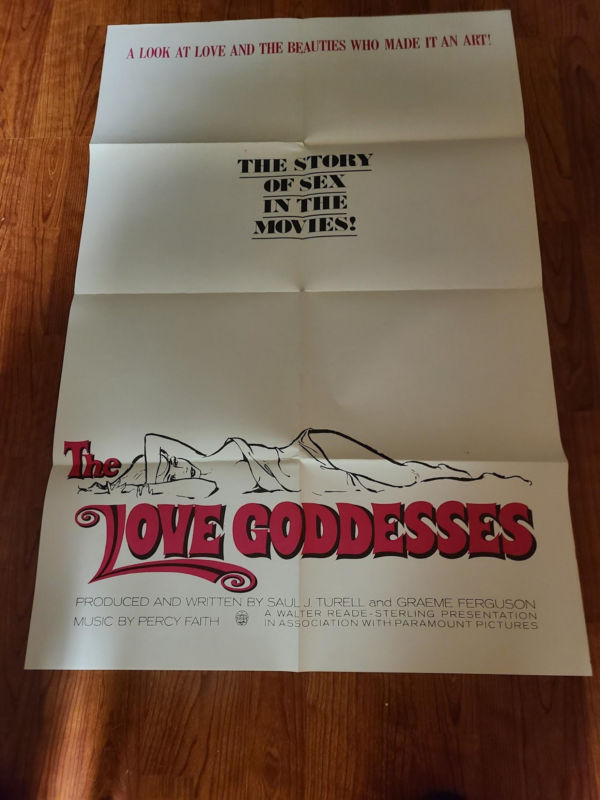 A LOOK AT LOVE AND THE BEAUTIES WHO MADE IT AN ART!
THE STORY
OF SEX
IN THE
MOVIES!
The
LOVE GODDESSES
PRODUCED AND WRITTEN BY SAUL J. TURELL and GRAEME FERGUSON
MUSIC BY PERCY FAITH
A WALTER READE-STERLING PRESENTATION
IN ASSOCIATION WITH PARAMOUNT PICTURES